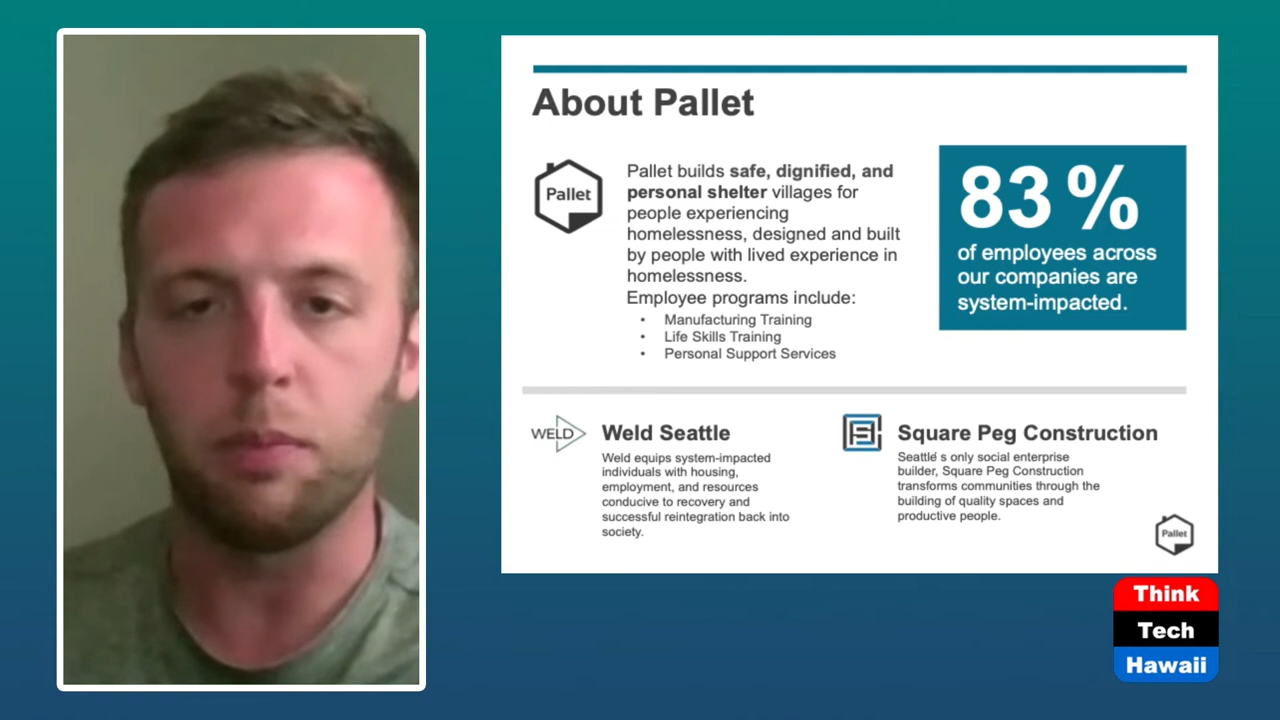 About Pallet
Pallet
Pallet builds safe, dignified, and
personal shelter villages for
people experiencing
homelessness, designed and built
by people with lived experience in
homelessness.
Employee programs include:
• Manufacturing Training
• Life Skills Training
• Personal Support Services
83%
of employees across
our companies are
system-impacted.
WELD
Weld Seattle
Weld equips system-impacted
individuals with housing,
employment, and resources
conducive to recovery and
successful reintegration back into
society.
Square Peg Construction
Seattle's only social enterprise
builder, Square Peg Construction
transforms communities through the
building of quality spaces and
productive people.
Pallet
Think
Tech
Hawaii